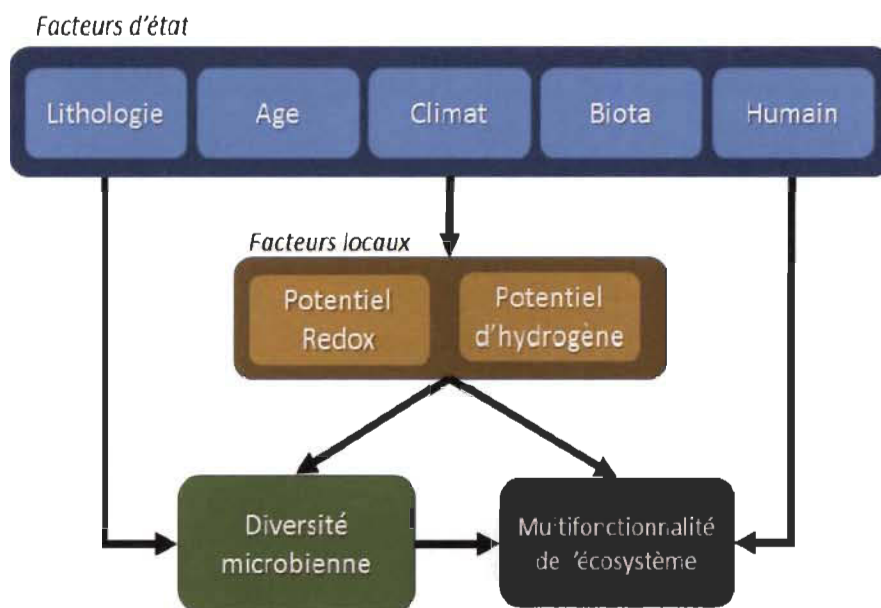 Facteurs d'état
Lithologie
Age
Climat
Biota
Humain
Facteurs locaux
Potentiel
Redox
Potentiel
d'hydrogène
Diversité
microbienne
Multifonctionnalité
de 'écosystème